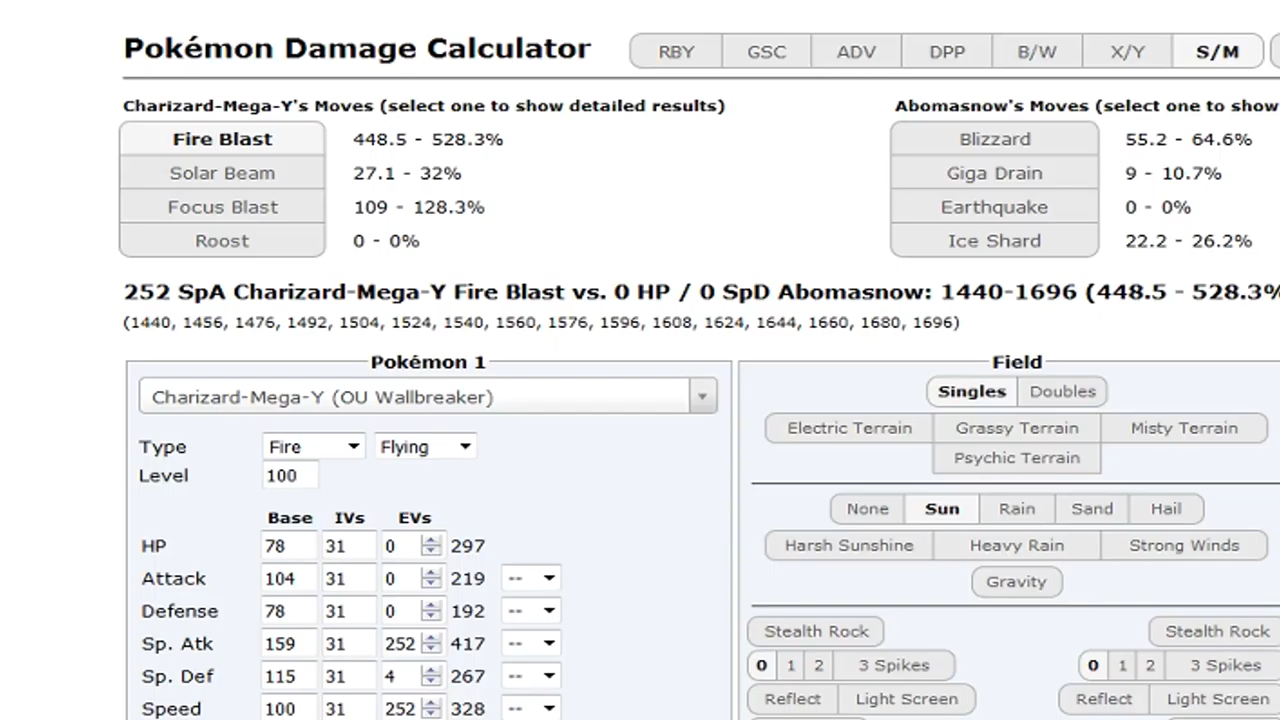 Pokémon Damage Calculator RBY GSC ADV DPP B/W X/Y S/M
Charizard-Mega-Y's Moves (select one to show detailed results) Abomasnow's Moves (select one to show
Fire Blast 448.5 - 528.3% Blizzard 55.2 - 64.6%
Solar Beam 27.1 - 32% Giga Drain 9 - 10.7%
Focus Blast 109 - 128.3% Earthquake 0 - 0%
Roost 0 - 0% Ice Shard 22.2 - 26.2%
252 SpA Charizard-Mega-Y Fire Blast vs. 0 HP / 0 SpD Abomasnow: 1440-1696 (448.5 - 528.3%
(1440, 1456, 1476, 1492, 1504, 1524, 1540, 1560, 1576, 1596, 1608, 1624, 1644, 1660, 1680, 1696)
Pokémon 1
Charizard-Mega-Y (OU Wallbreaker)
Type Fire Flying
Level 100
Base IVs EVs
HP 78 31 0 297
Attack 104 31 0 219 --
Defense 78 31 0 192 --
Sp. Atk 159 31 252 417 --
Sp. Def 115 31 4 267 --
Speed 100 31 252 328 --
Field
Singles Doubles
Electric Terrain Grassy Terrain Misty Terrain
Psychic Terrain
None Sun Rain Sand Hail
Harsh Sunshine Heavy Rain Strong Winds
Gravity
Stealth Rock Stealth Rock
0 1 2 3 Spikes 0 1 2 3 Spikes
Reflect Light Screen Reflect Light Screen